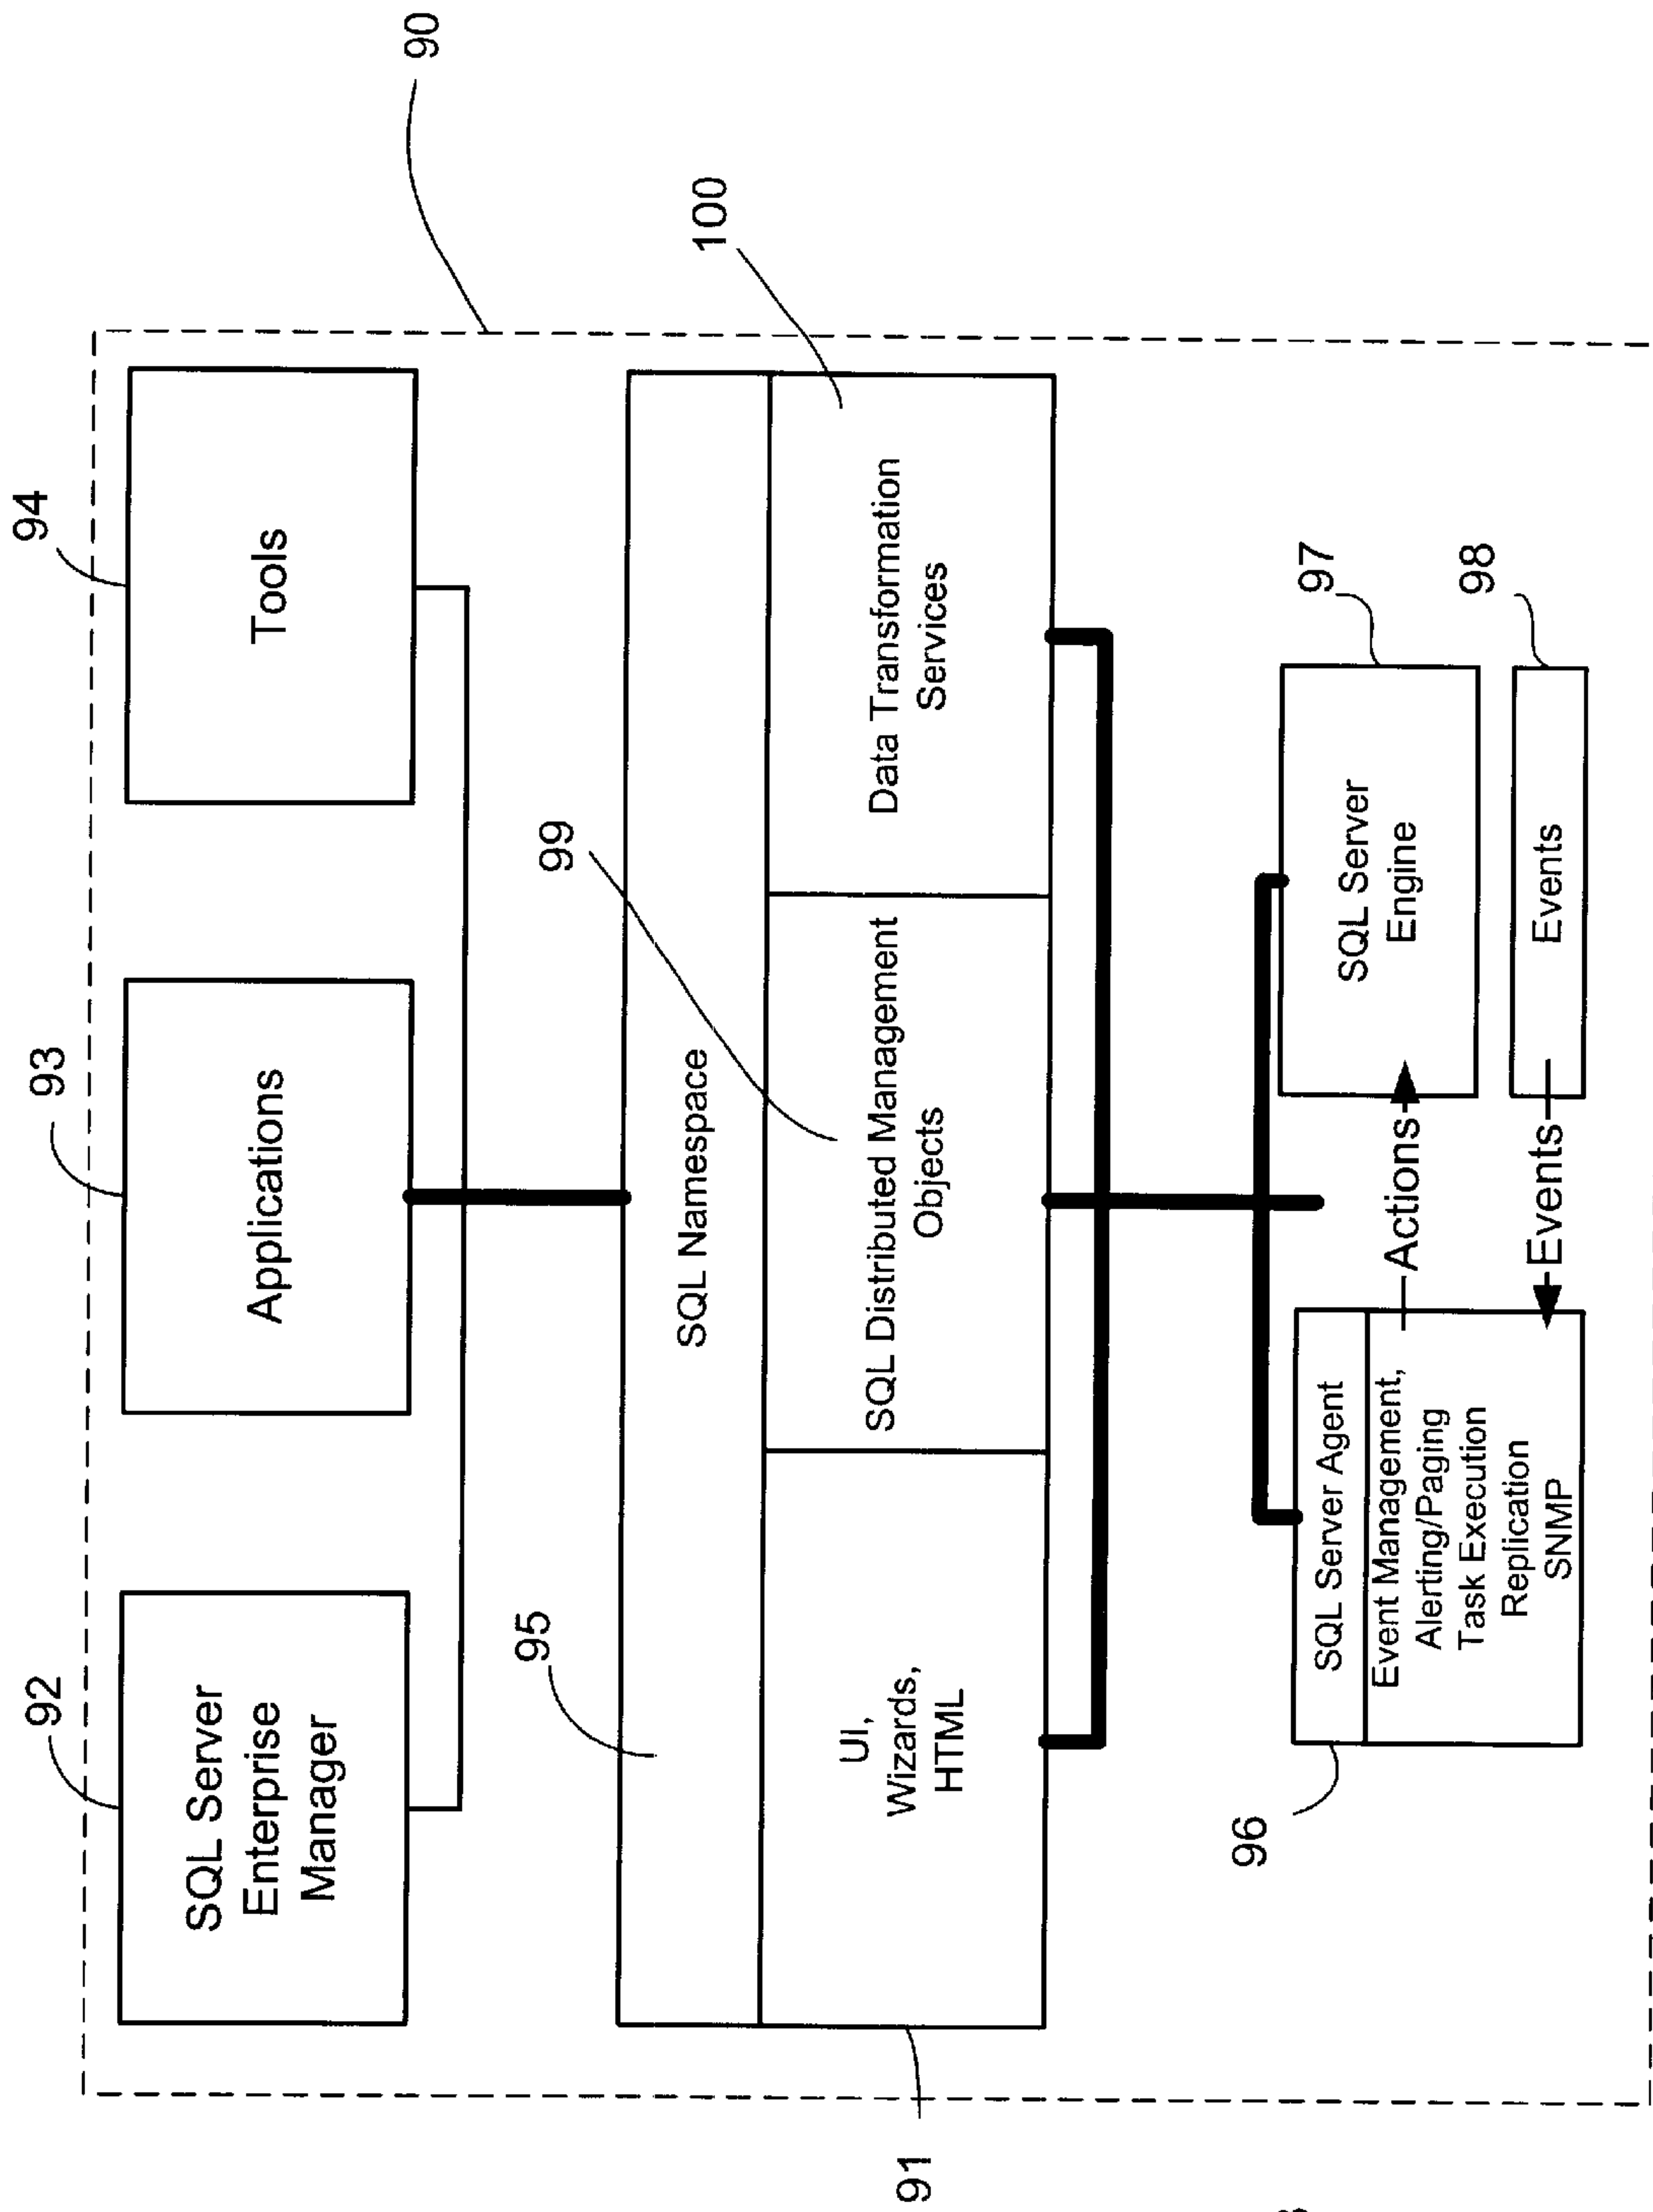 90
92
93
94
SQL Server
Enterprise
Manager
Applications
Tools
95
99
100
SQL Namespace
91
UI,
Wizards,
HTML
SQL Distributed Management
Objects
Data Transformation
Services
96
97
98
SQL Server Agent
Event Management,
Alerting/Paging
Task Execution
Replication
SNMP
Actions
Events
SQL Server
Engine
Events